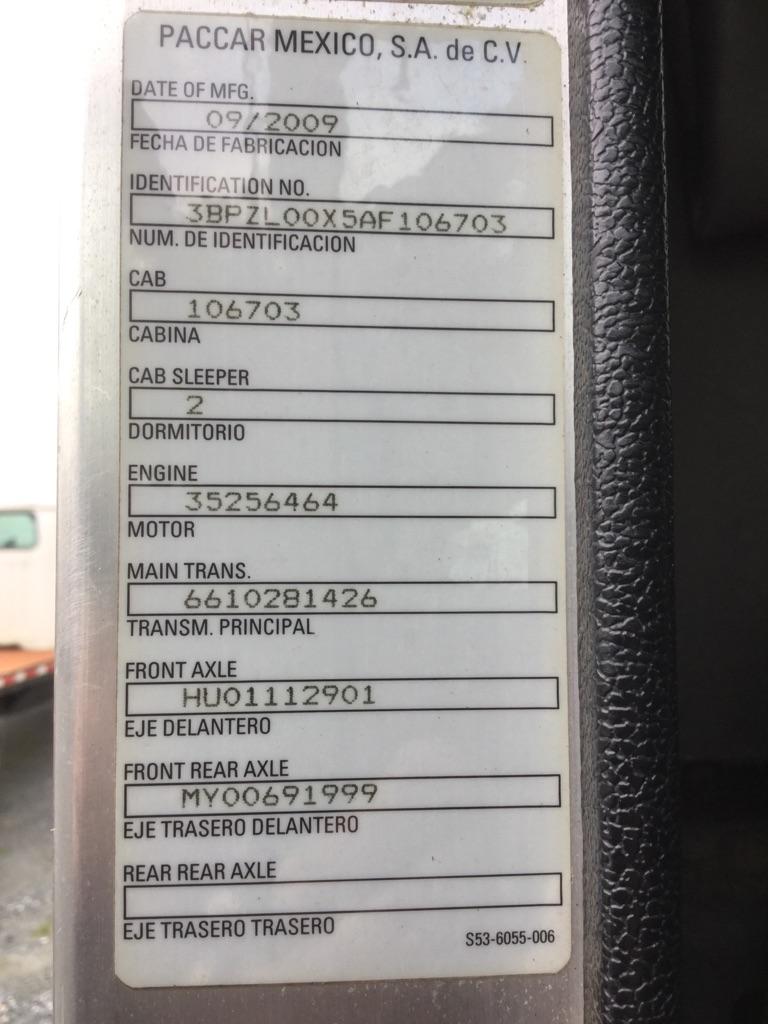 PACCAR MEXICO, S.A. de C.V.
DATE OF MFG.
09/2009
FECHA DE FABRICACION
IDENTIFICATION NO.
3BPZL00X5AF106703
NUM. DE IDENTIFICACION
CAB
106703
CABINA
CAB SLEEPER
2
DORMITORIO
ENGINE
35256464
MOTOR
MAIN TRANS.
6610281426
TRANSM. PRINCIPAL
FRONT AXLE
HU01112901
EJE DELANTERO
FRONT REAR AXLE
MY00691999
EJE TRASERO DELANTERO
REAR REAR AXLE
EJE TRASERO TRASERO
S53-6055-006